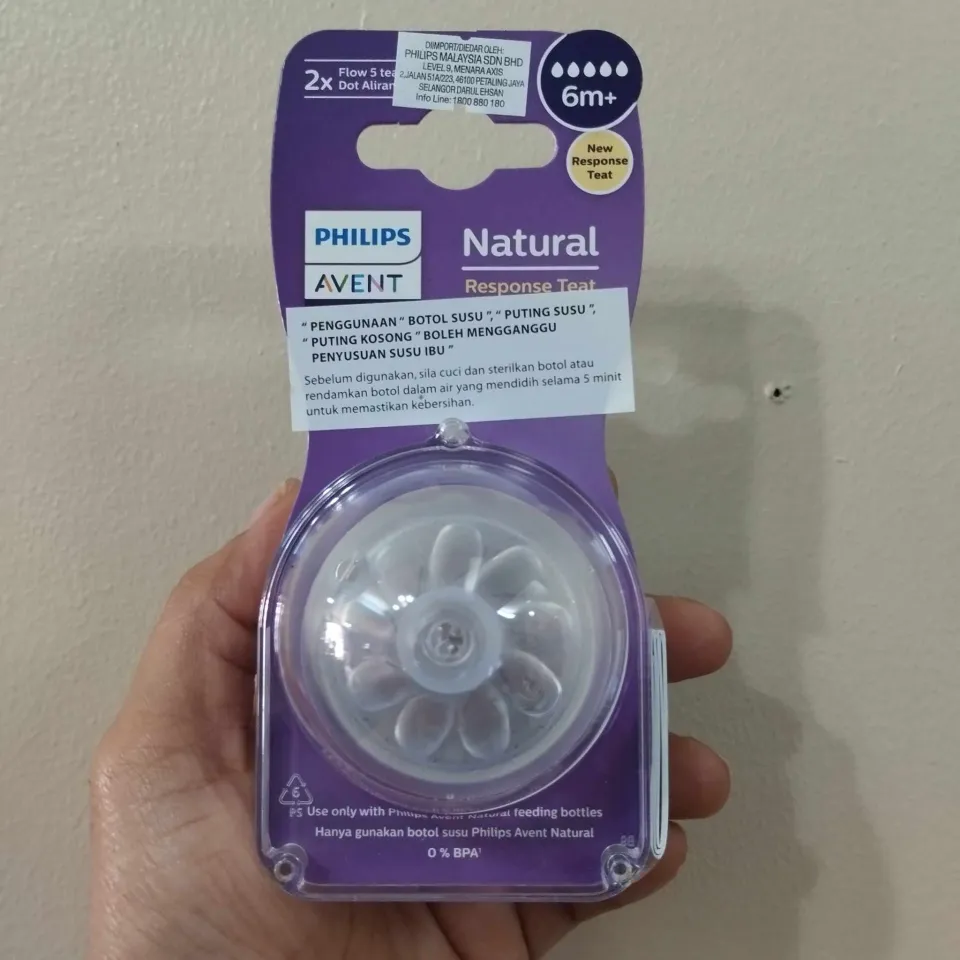 DIIMPORT/DIEDAR OLEH:
PHILIPS MALAYSIA SDN BHD
LEVEL 9, MENARA AXIS
2,JALAN 51A/223, 46100 PETALING JAYA
SELANGOR DARUL EHSAN
Info Line: 1800 880 180
2x
Flow 5
Dot
6m+
New
Response
Teat
PHILIPS
AVENT
Natural
Response Teat
" PENGGUNAAN " BOTOL SUSU ", " PUTING SUSU ",
" PUTING KOSONG " BOLEH MENGGANGGU
PENYUSUAN SUSU IBU "
Sebelum digunakan, sila cuci dan sterilkan botol atau
rendamkan botol dalam air yang mendidih selama 5 minit
untuk memastikan kebersihan.
6
PS
Use only with Philips Avent Natural feeding bottles
Hanya gunakan botol susu Philips Avent Natural
0 % BPA¹